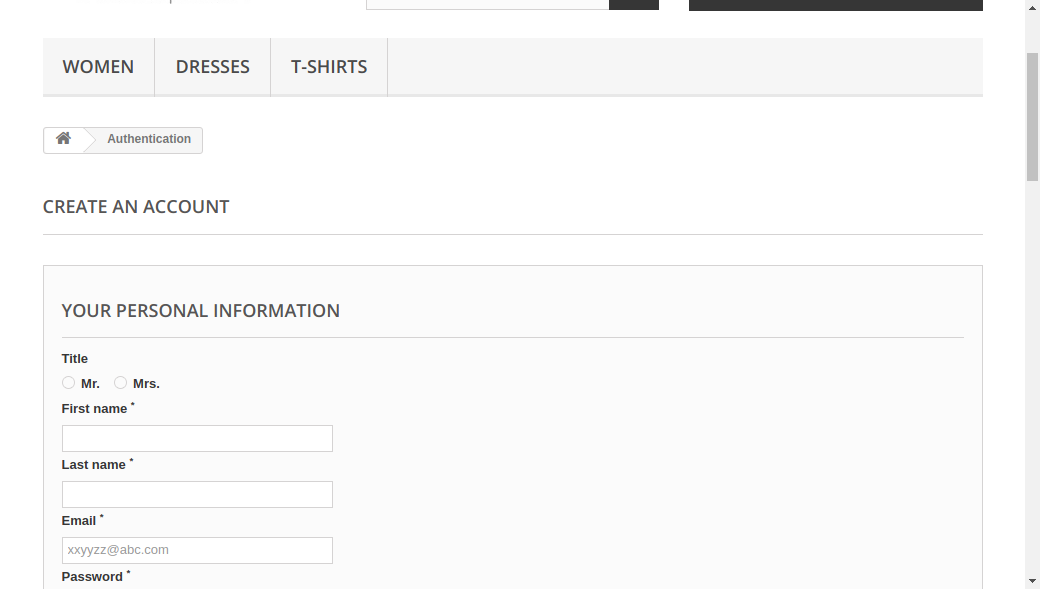 WOMEN DRESSES T-SHIRTS
Authentication
CREATE AN ACCOUNT
YOUR PERSONAL INFORMATION
Title
Mr. Mrs.
First name *
Last name *
Email *
xxyyzz@abc.com
Password *